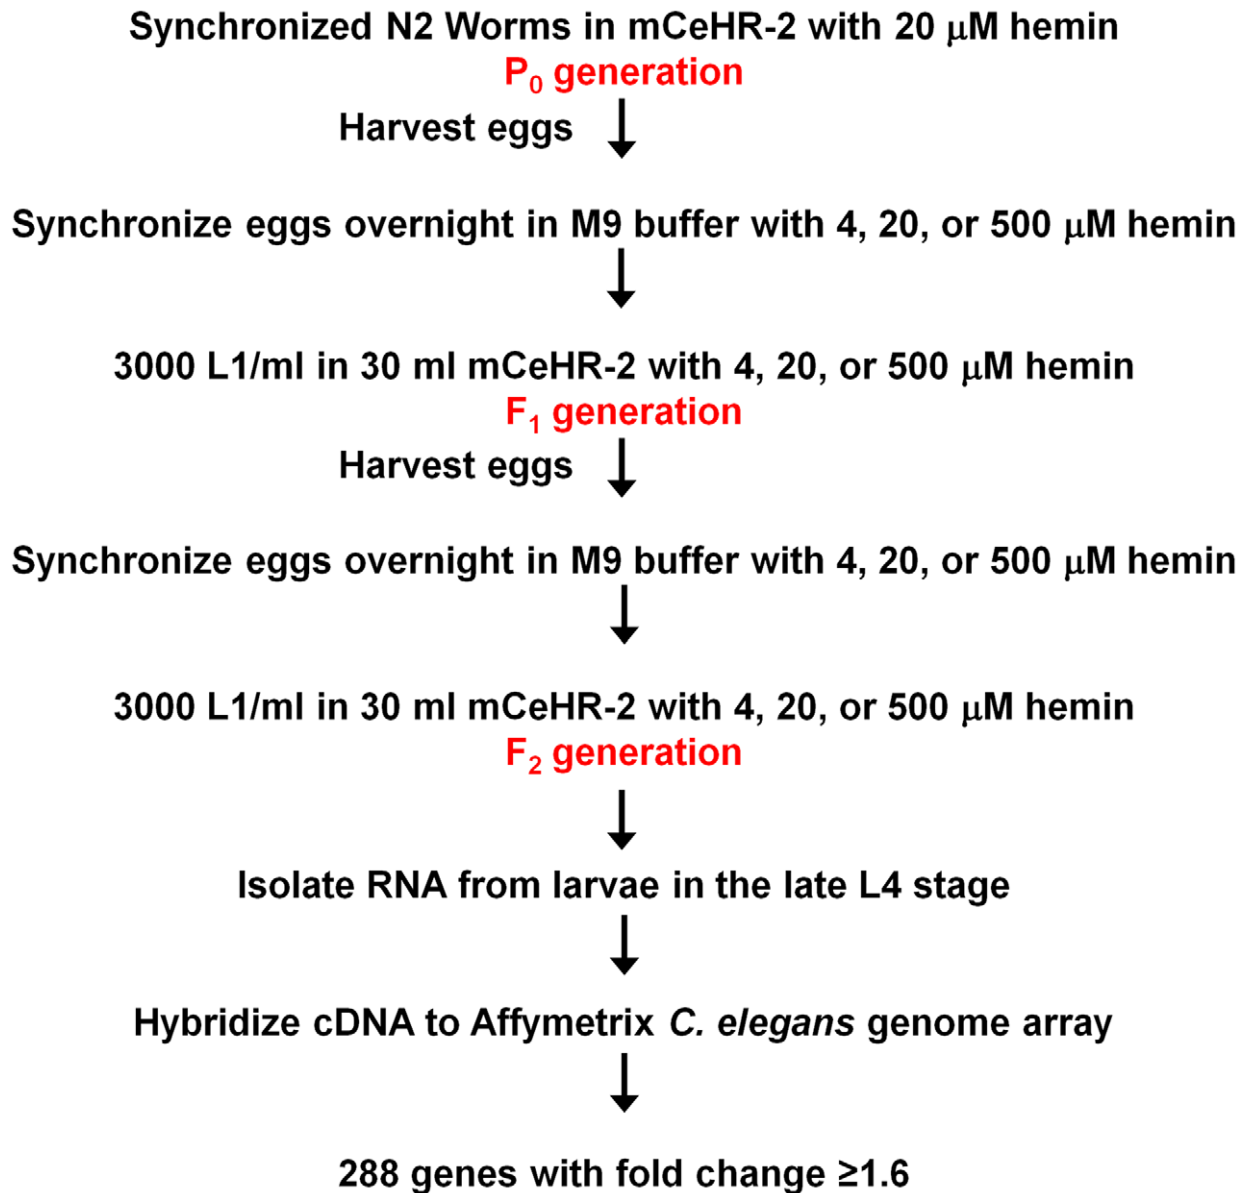 Synchronized N2 Worms in mCeHR-2 with 20 μM hemin
P0 generation
Harvest eggs
Synchronize eggs overnight in M9 buffer with 4, 20, or 500 μM hemin
3000 L1/ml in 30 ml mCeHR-2 with 4, 20, or 500 μM hemin
F1 generation
Harvest eggs
Synchronize eggs overnight in M9 buffer with 4, 20, or 500 μM hemin
3000 L1/ml in 30 ml mCeHR-2 with 4, 20, or 500 μM hemin
F2 generation
Isolate RNA from larvae in the late L4 stage
Hybridize cDNA to Affymetrix C. elegans genome array
288 genes with fold change ≥1.6